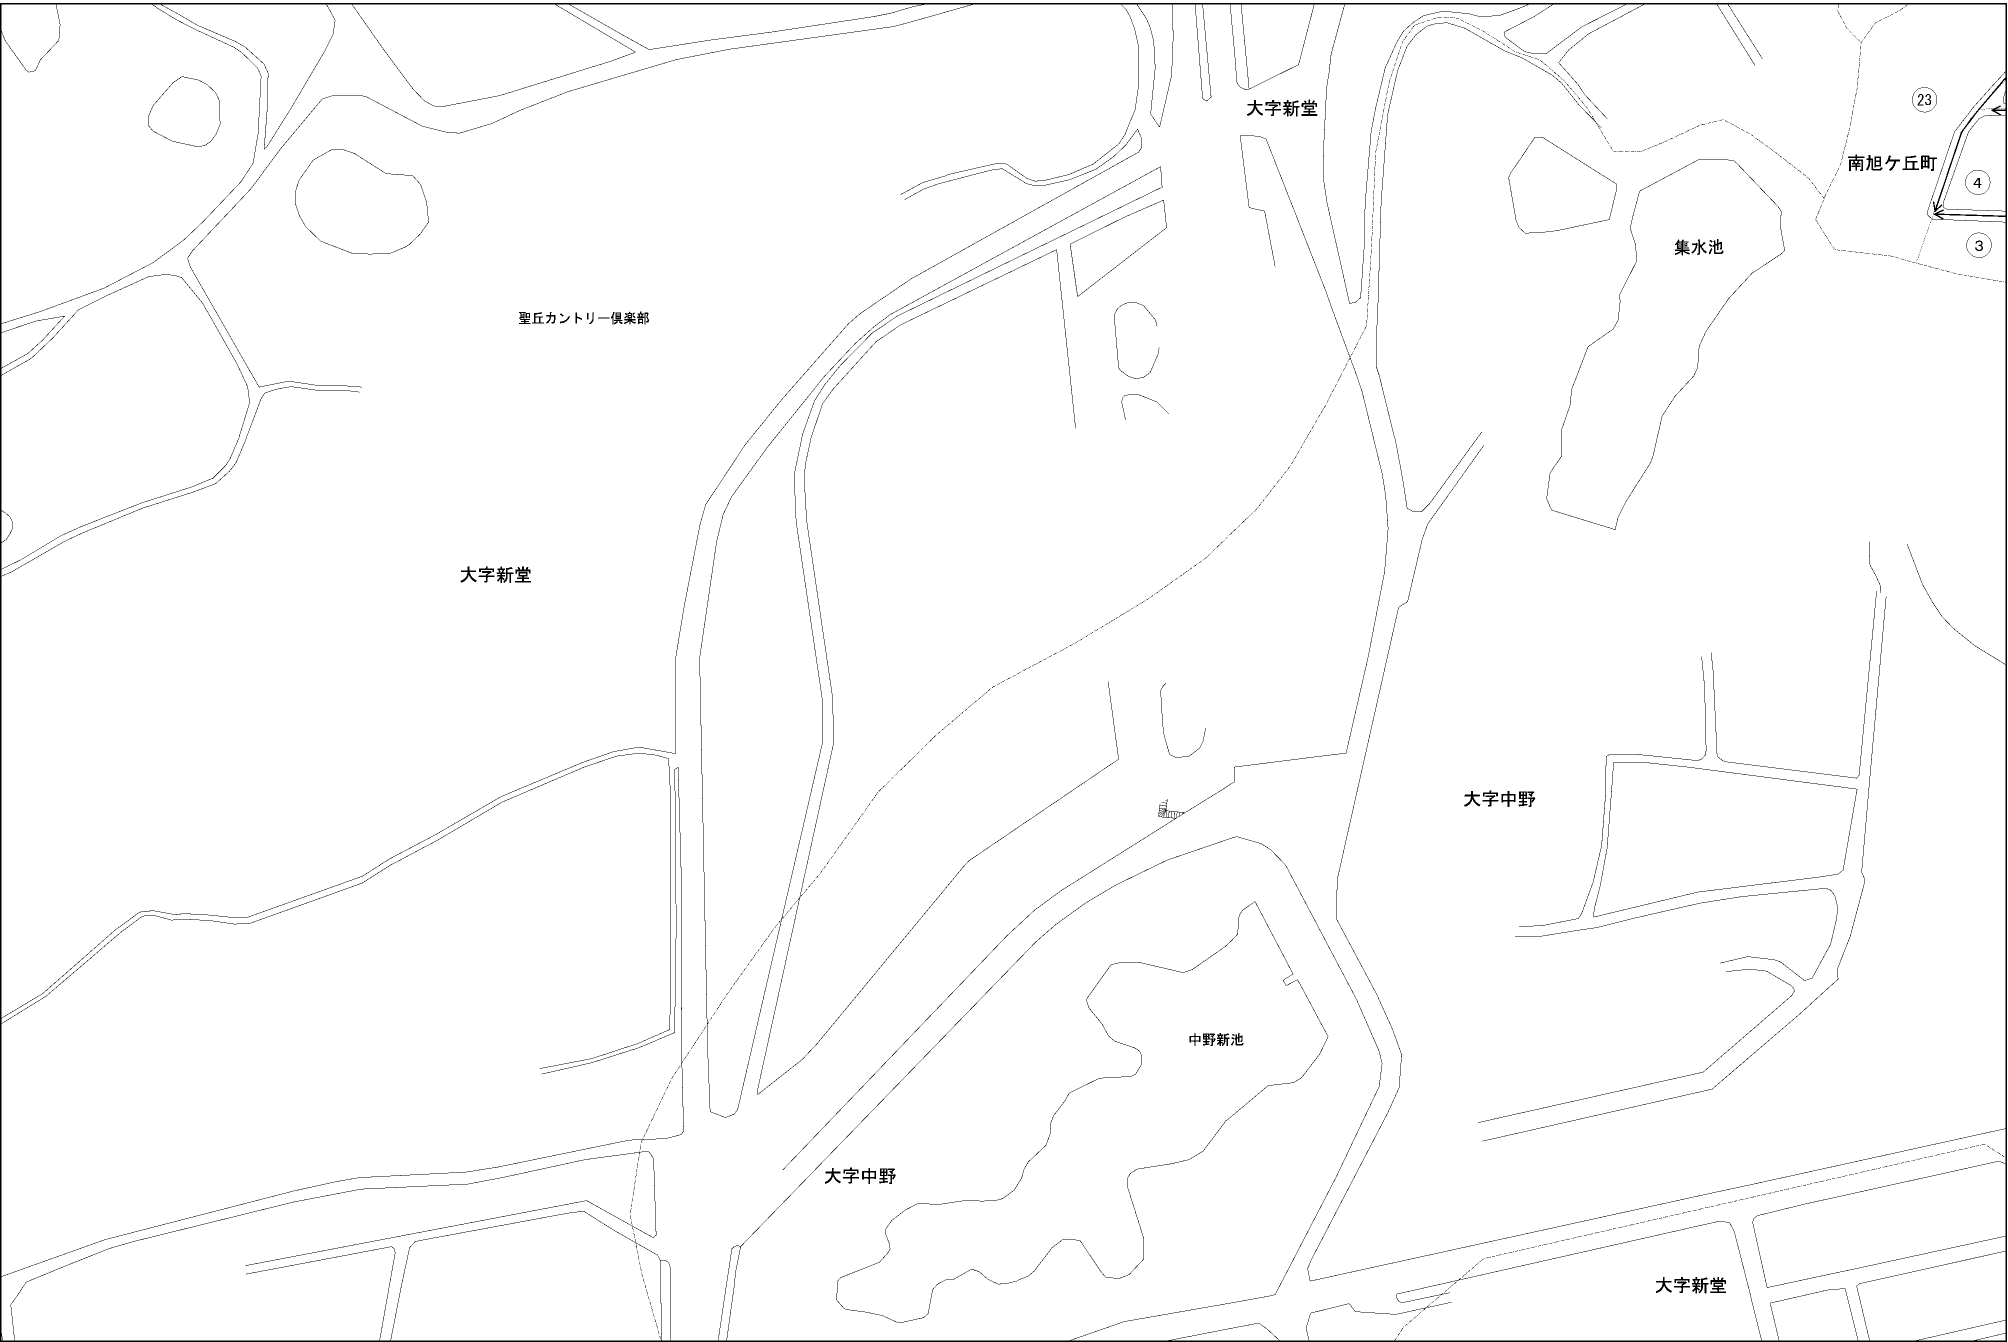 大字新堂
㉓
南旭ケ丘町
④
集水池
③
聖丘カントリー倶楽部
大字新堂
大字中野
中野新池
大字中野
大字新堂